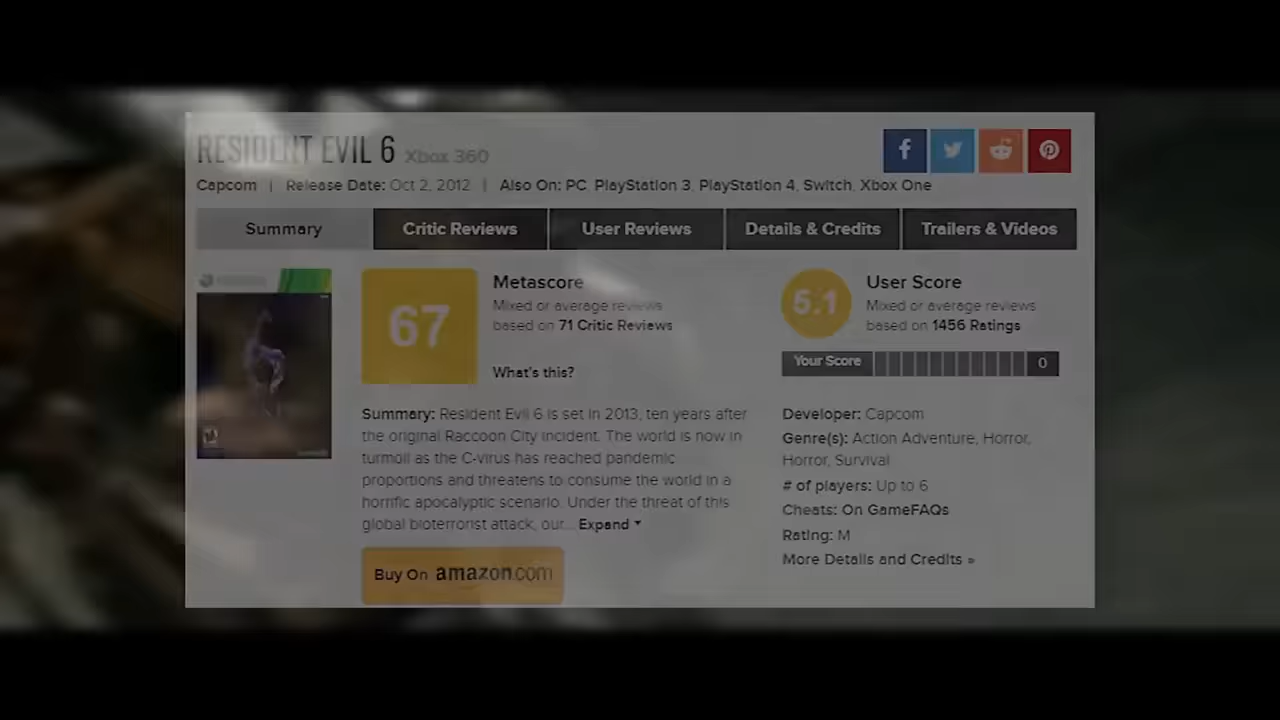 RESIDENT EVIL 6 Xbox 360
Capcom | Release Date: Oct 2, 2012 | Also On: PC, PlayStation 3, PlayStation 4, Switch, Xbox One
Summary Critic Reviews User Reviews Details & Credits Trailers & Videos
67
Metascore
Mixed or average reviews
based on 71 Critic Reviews
What's this?
5.1
User Score
Mixed or average reviews
based on 1456 Ratings
Your Score 0
Summary: Resident Evil 6 is set in 2013, ten years after
the original Raccoon City incident. The world is now in
turmoil as the C-virus has reached pandemic
proportions and threatens to consume the world in a
horrific apocalyptic scenario. Under the threat of this
global bioterrorist attack, our... Expand
Buy On amazon.com
Developer: Capcom
Genre(s): Action Adventure, Horror,
Horror, Survival
# of players: Up to 6
Cheats: On GameFAQs
Rating: M
More Details and Credits »